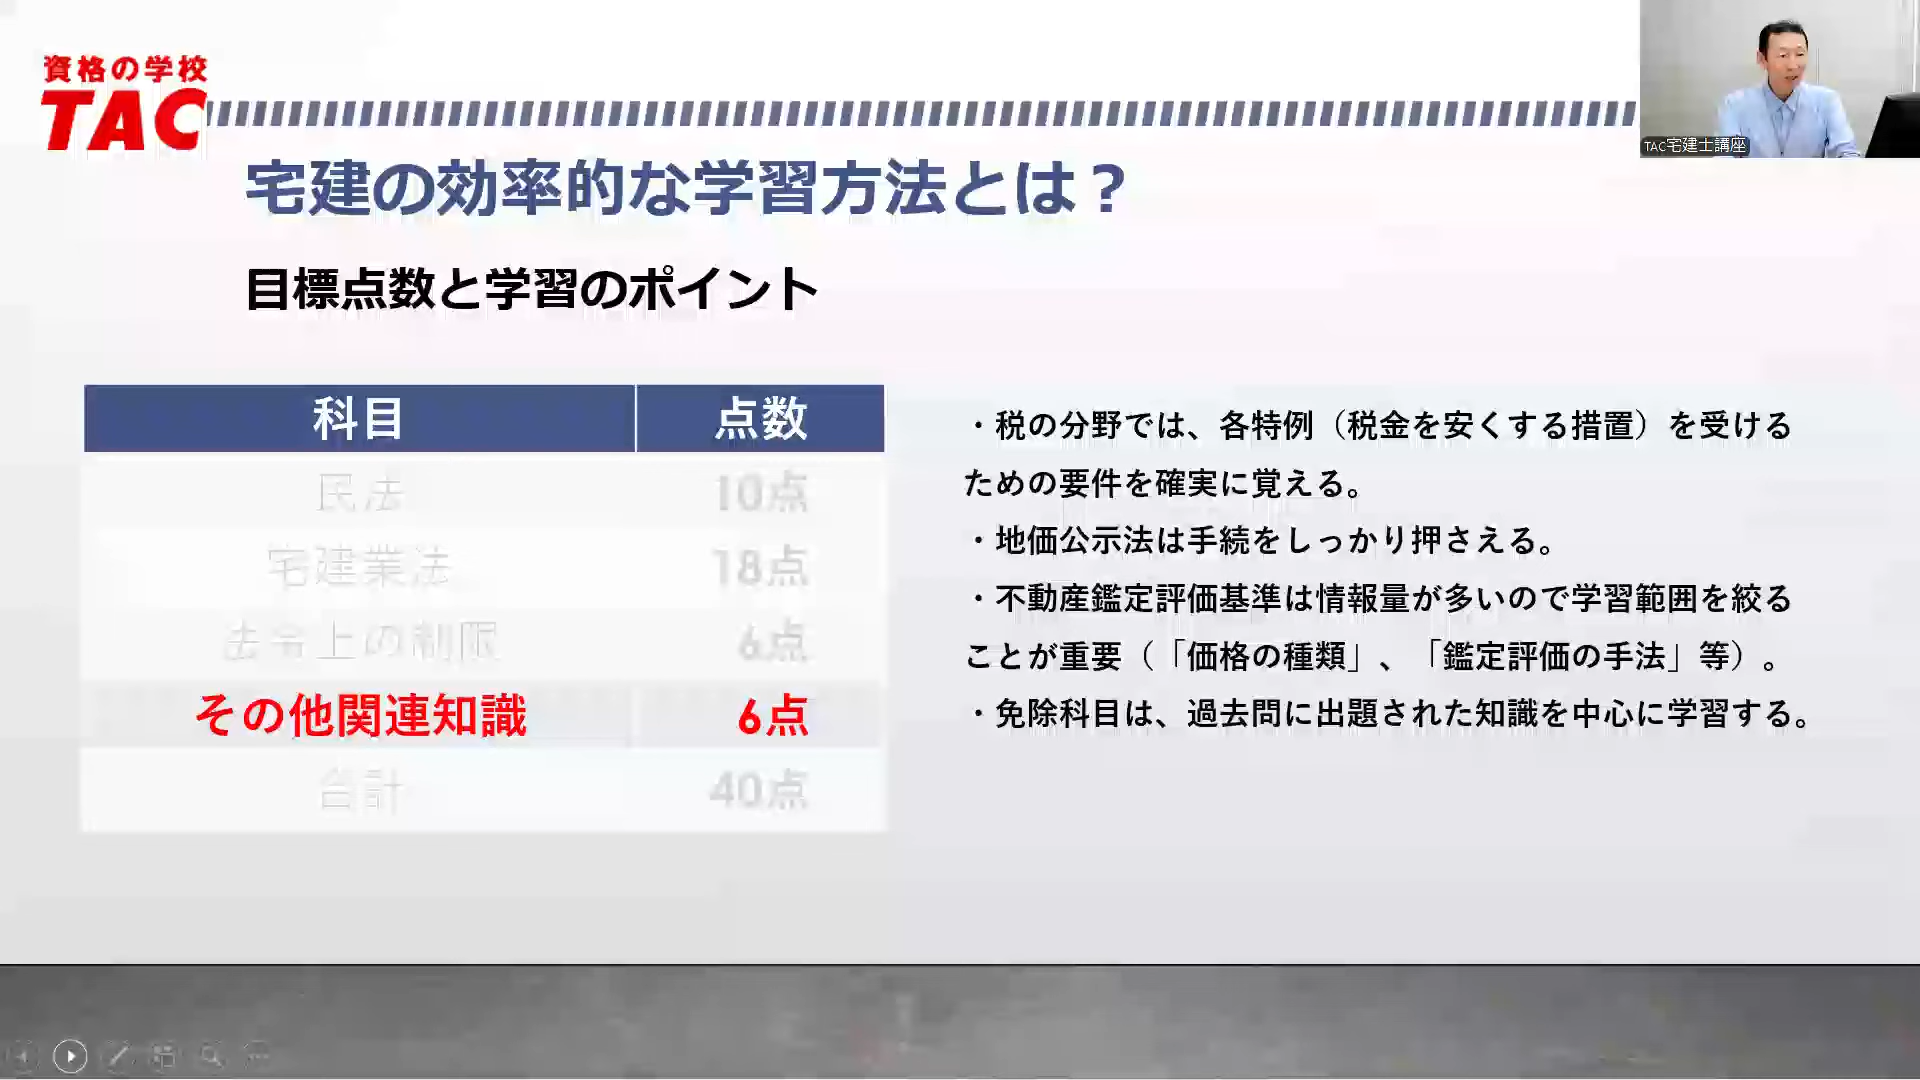 資格の学校
TAC
TAC宅建士講座
宅建の効率的な学習方法とは？
目標点数と学習のポイント
科目 点数
民法 10点
宅建業法 18点
法令上の制限 6点
その他関連知識 6点
合計 40点
・税の分野では、各特例（税金を安くする措置）を受ける
ための要件を確実に覚える。
・地価公示法は手続をしっかり押さえる。
・不動産鑑定評価基準は情報量が多いので学習範囲を絞る
ことが重要（「価格の種類」、「鑑定評価の手法」等）。
・免除科目は、過去問に出題された知識を中心に学習する。